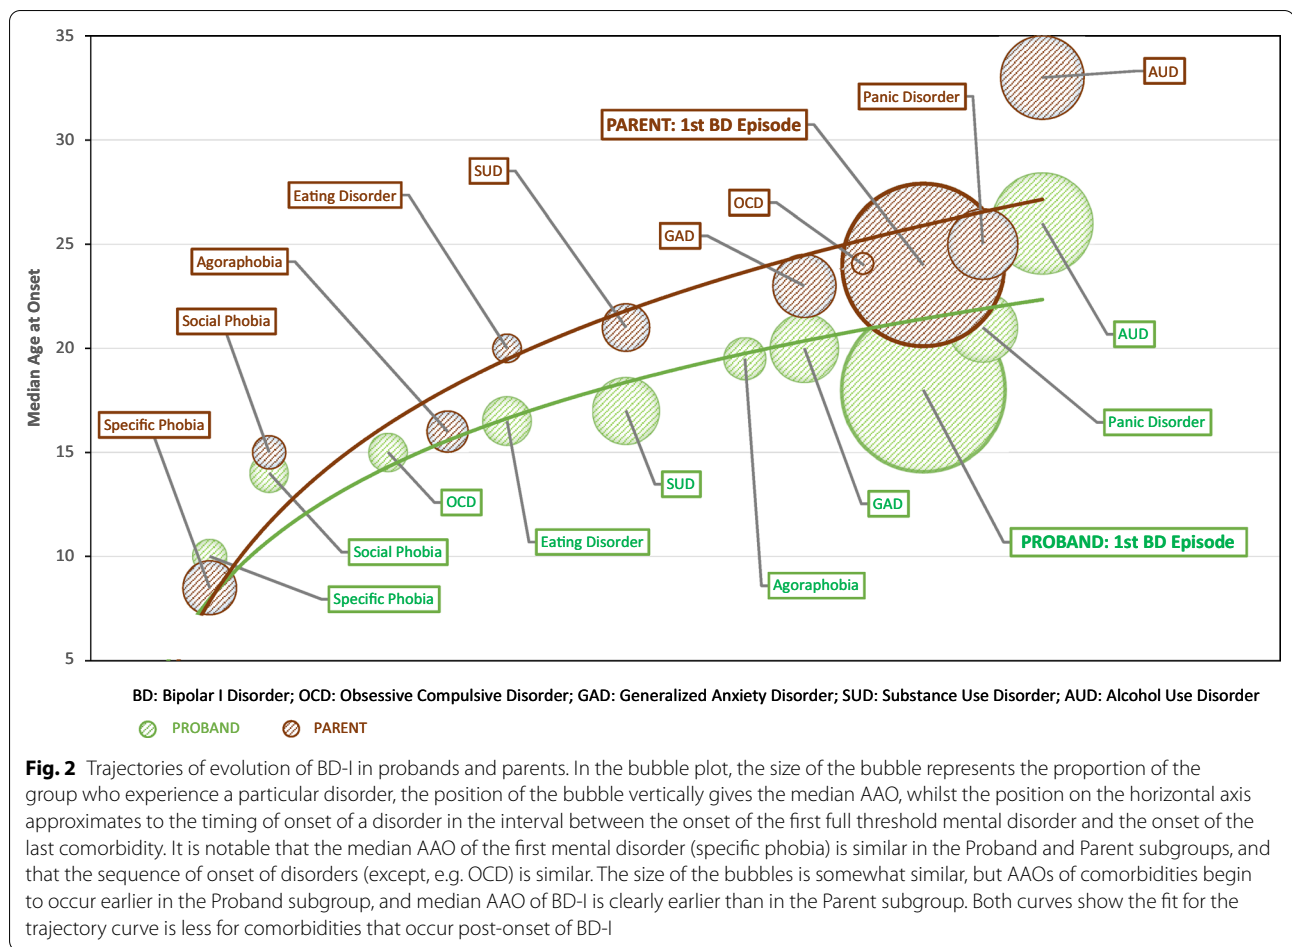 35
AUD
Panic Disorder
PARENT: 1st BD Episode
30
SUD
Eating Disorder
OCD
GAD
25
Agoraphobia
Social Phobia
AUD
Median Age at Onset
20
Specific Phobia
Panic Disorder
15
SUD
OCD
GAD
Eating Disorder
PROBAND: 1st BD Episode
Social Phobia
10
Agoraphobia
Specific Phobia
5
BD: Bipolar I Disorder; OCD: Obsessive Compulsive Disorder; GAD: Generalized Anxiety Disorder; SUD: Substance Use Disorder; AUD: Alcohol Use Disorder
PROBAND PARENT
Fig. 2 Trajectories of evolution of BD-I in probands and parents. In the bubble plot, the size of the bubble represents the proportion of the
group who experience a particular disorder, the position of the bubble vertically gives the median AAO, whilst the position on the horizontal axis
approximates to the timing of onset of a disorder in the interval between the onset of the first full threshold mental disorder and the onset of the
last comorbidity. It is notable that the median AAO of the first mental disorder (specific phobia) is similar in the Proband and Parent subgroups, and
that the sequence of onset of disorders (except, e.g. OCD) is similar. The size of the bubbles is somewhat similar, but AAOs of comorbidities begin
to occur earlier in the Proband subgroup, and median AAO of BD-I is clearly earlier than in the Parent subgroup. Both curves show the fit for the
trajectory curve is less for comorbidities that occur post-onset of BD-I